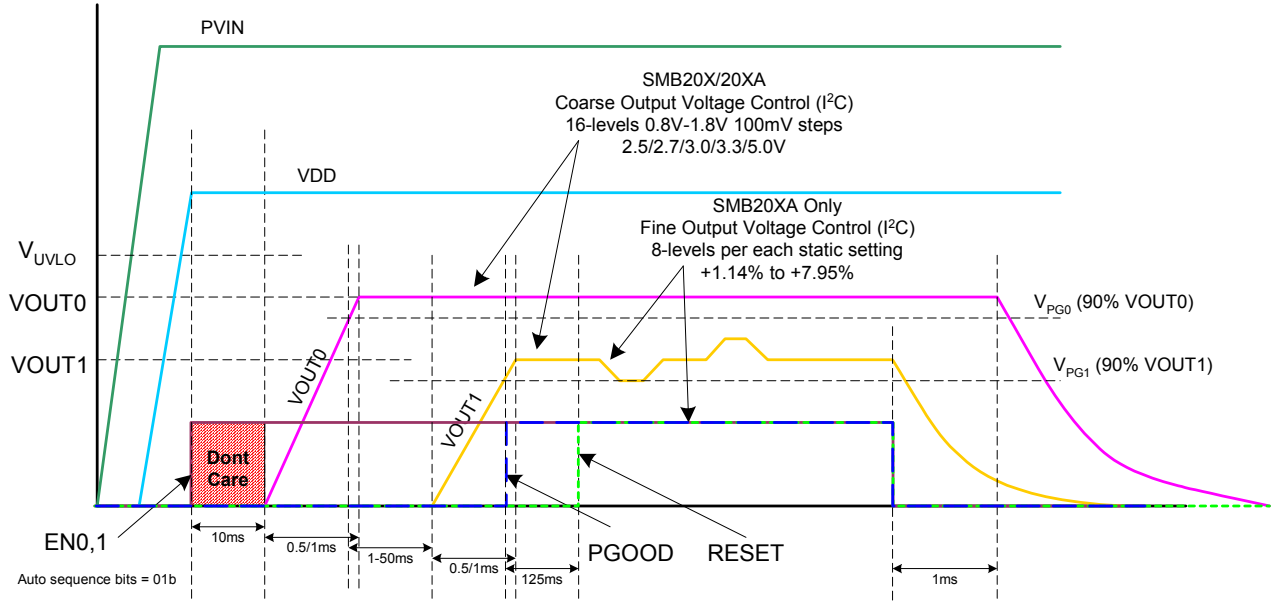 PVIN
SMB20X/20XA
Coarse Output Voltage Control (I²C)
16-levels 0.8V-1.8V 100mV steps
2.5/2.7/3.0/3.3/5.0V
VDD
SMB20XA Only
Fine Output Voltage Control (I²C)
8-levels per each static setting
+1.14% to +7.95%
VUVLO
VOUT0
VPG0 (90% VOUT0)
VOUT1
VPG1 (90% VOUT1)
VOUT0
VOUT1
Dont
Care
EN0,1
PGOOD
RESET
10ms
0.5/1ms
1-50ms
0.5/1ms
125ms
1ms
Auto sequence bits = 01b